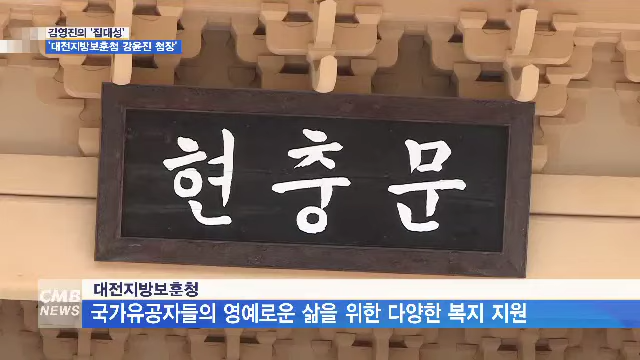 김영진의 '집대성'
'대전지방보훈청 강윤진 청장'
현충문
대전지방보훈청
CMB
NEWS
국가유공자들의 영예로운 삶을 위한 다양한 복지 지원